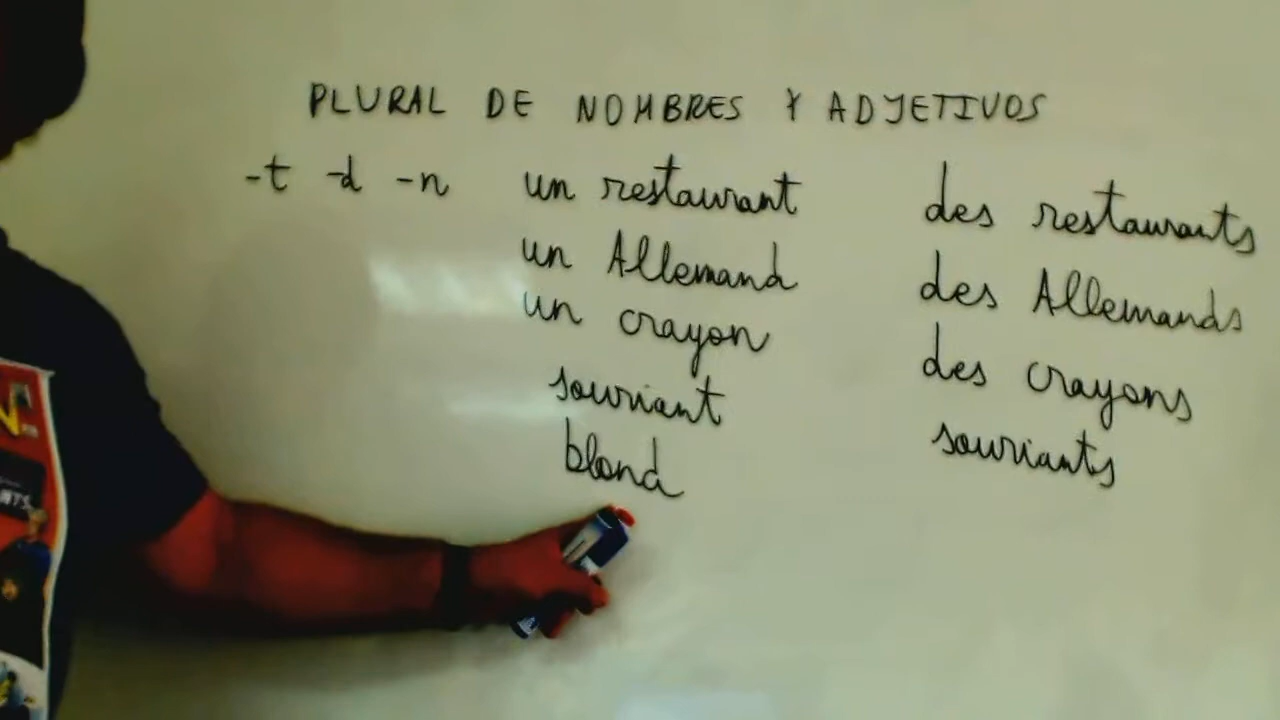 PLURAL DE NOMBRES Y ADJETIVOS
-t -d -n un restaurant des restaurants
un Allemand des Allemands
un crayon des crayons
souriant souriants
blond